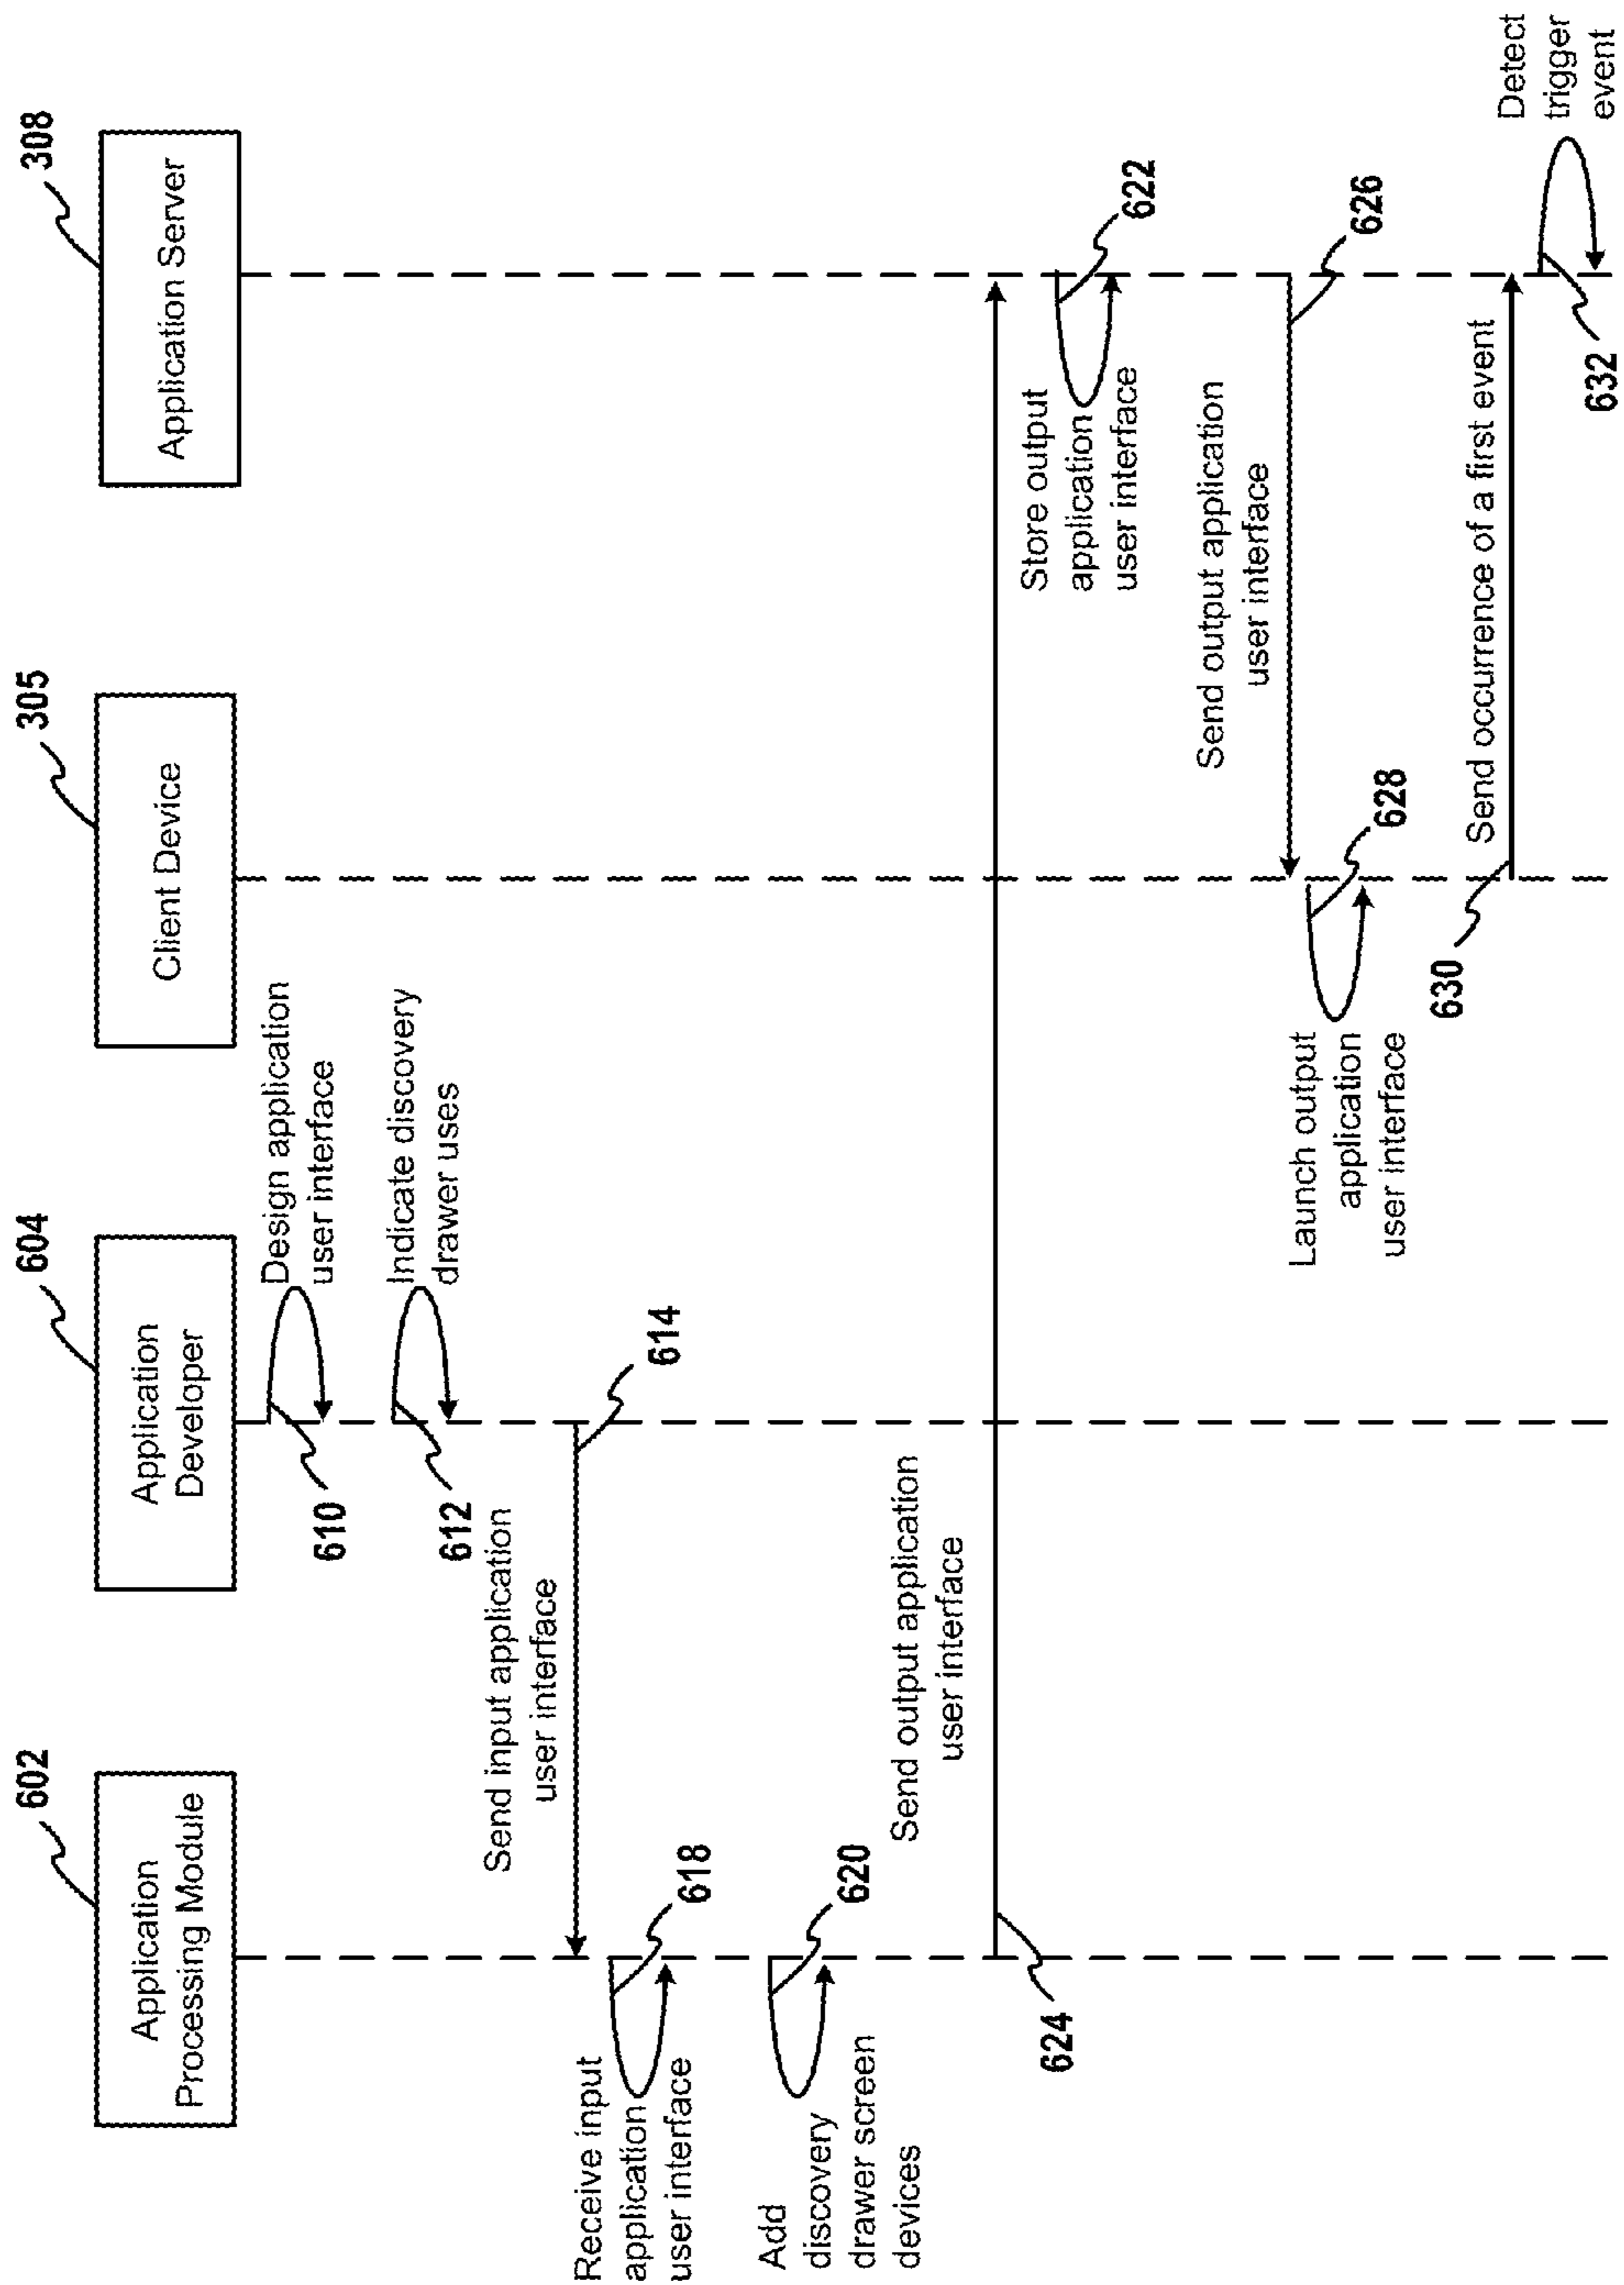 602
Application
Processing Module
604
Application
Developer
305
Client Device
308
Application Server
610
Design application
user interface
612
Indicate discovery
drawer uses
Send input application
user interface
614
Receive input
application
user interface
618
Add
discovery
drawer screen
devices
620
Send output application
user interface
624
Store output
application
user interface
622
Send output application
user interface
626
Launch output
application
user interface
628
630
Send occurrence of a first event
632
Detect
trigger
event